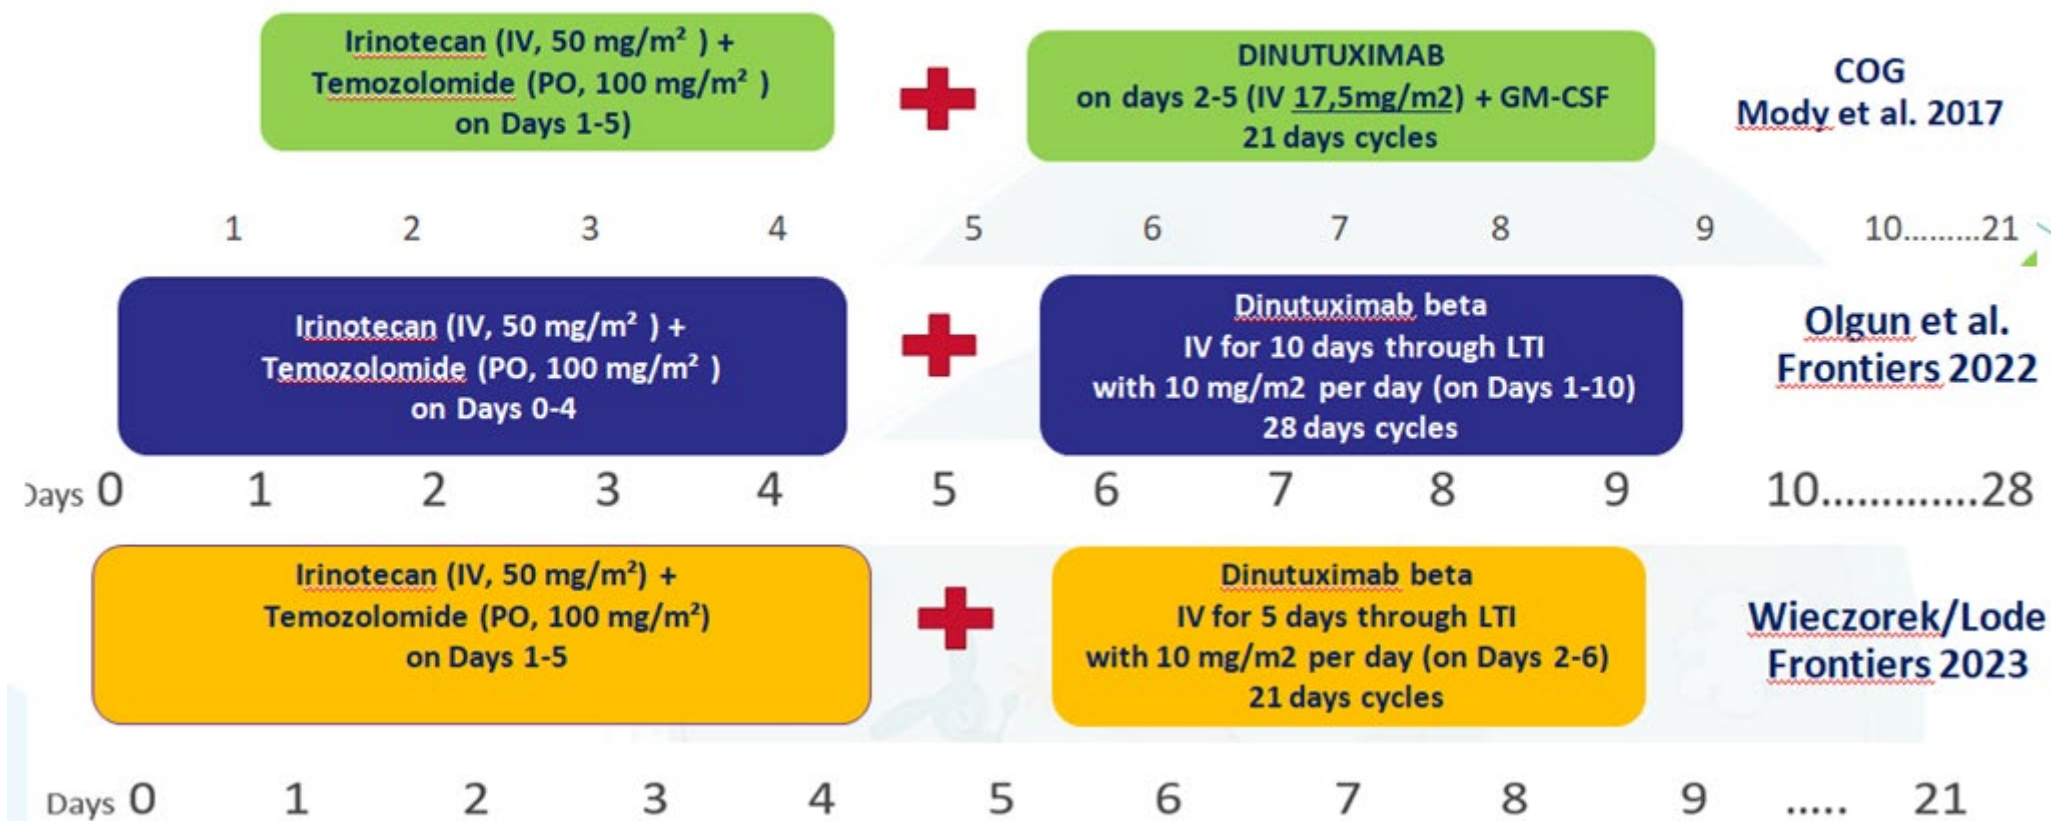 Irinotecan (IV, 50 mg/m² ) +
Temozolomide (PO, 100 mg/m² )
on Days 1-5)
DINUTUXIMAB
on days 2-5 (IV 17,5mg/m2) + GM-CSF
21 days cycles
COG
Mody et al. 2017
1 2 3 4 5 6 7 8 9 10.........21
Irinotecan (IV, 50 mg/m² ) +
Temozolomide (PO, 100 mg/m² )
on Days 0-4
Dinutuximab beta
IV for 10 days through LTI
with 10 mg/m2 per day (on Days 1-10)
28 days cycles
Olgun et al.
Frontiers 2022
Days 0 1 2 3 4 5 6 7 8 9 10.............28
Irinotecan (IV, 50 mg/m²) +
Temozolomide (PO, 100 mg/m²)
on Days 1-5
Dinutuximab beta
IV for 5 days through LTI
with 10 mg/m2 per day (on Days 2-6)
21 days cycles
Wieczorek/Lode
Frontiers 2023
Days 0 1 2 3 4 5 6 7 8 9 ..... 21